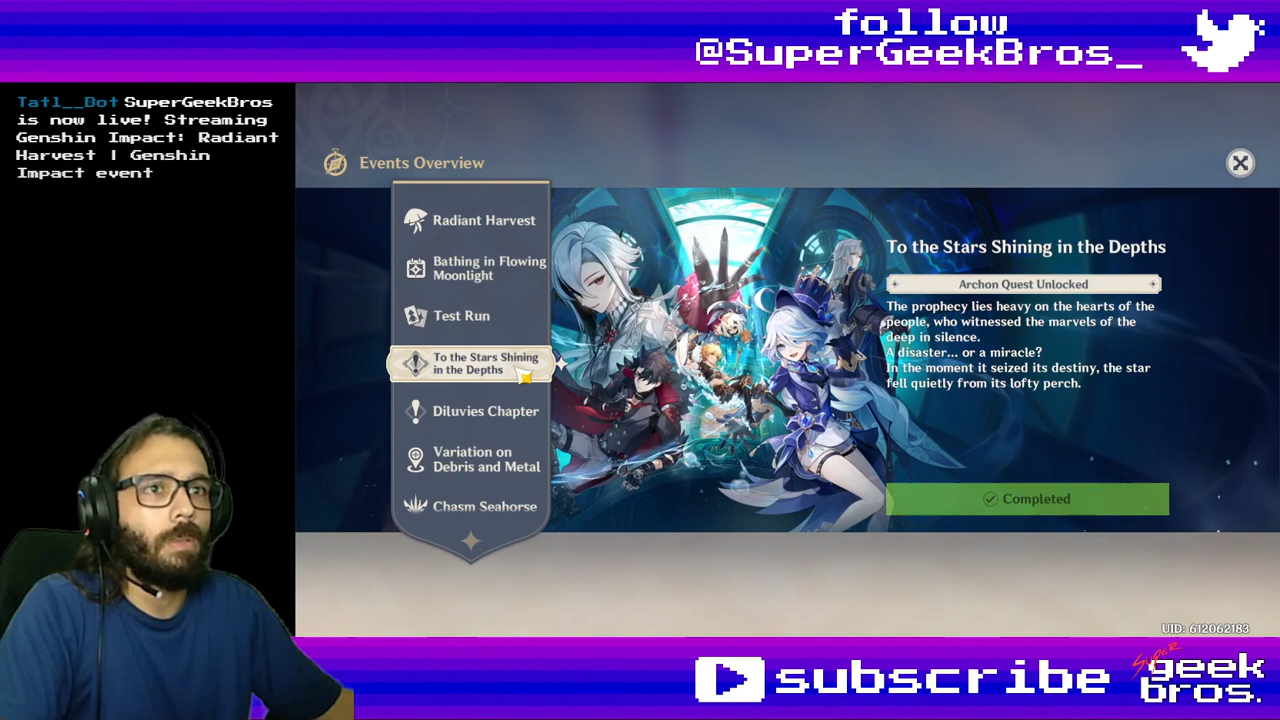 follow
@SuperGeekBros_
Tatl__Bot SuperGeekBros
is now live! Streaming
Genshin Impact: Radiant
Harvest | Genshin
Impact event
Events Overview
Radiant Harvest
Bathing in Flowing
Moonlight
Test Run
To the Stars Shining
in the Depths
Diluvies Chapter
Variation on
Debris and Metal
Chasm Seahorse
To the Stars Shining in the Depths
Archon Quest Unlocked
The prophecy lies heavy on the hearts of the
people, who witnessed the marvels of the
deep in silence.
A disaster... or a miracle?
In the moment it seized its destiny, the star
fell quietly from its lofty perch.
Completed
UID: 612062183
subscribe
Super
geek
bros.